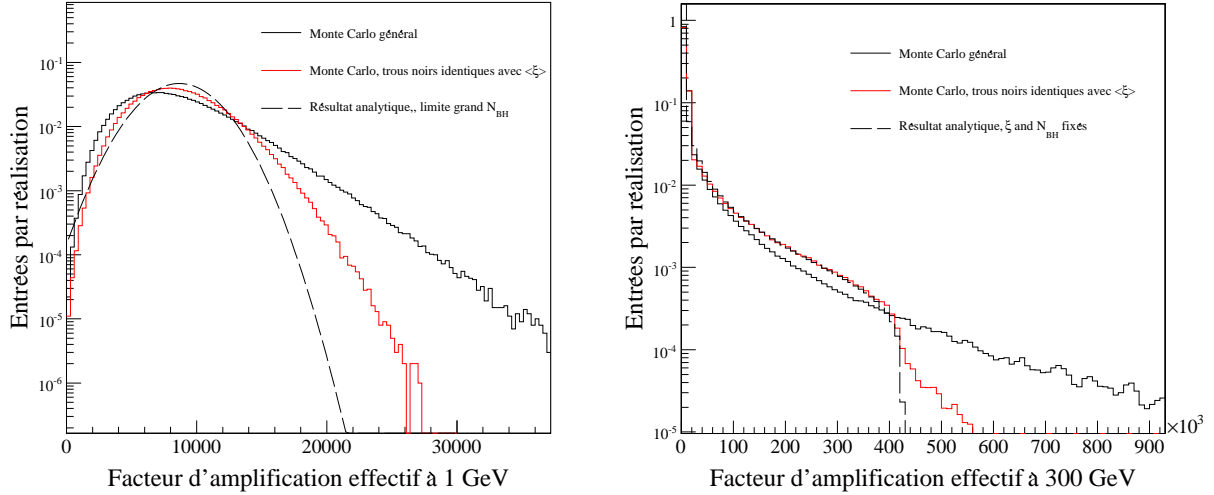 Monte Carlo général
Monte Carlo, trous noirs identiques avec <ξ>
Résultat analytique,, limite grand N_BH
Entrées par réalisation
10^-1
10^-2
10^-3
10^-4
10^-5
10^-6
0 10000 20000 30000
Facteur d'amplification effectif à 1 GeV
Monte Carlo général
Monte Carlo, trous noirs identiques avec <ξ>
Résultat analytique, ξ and N_BH fixés
Entrées par réalisation
1
10^-1
10^-2
10^-3
10^-4
10^-5
0 100 200 300 400 500 600 700 800 900
×10^3
Facteur d'amplification effectif à 300 GeV